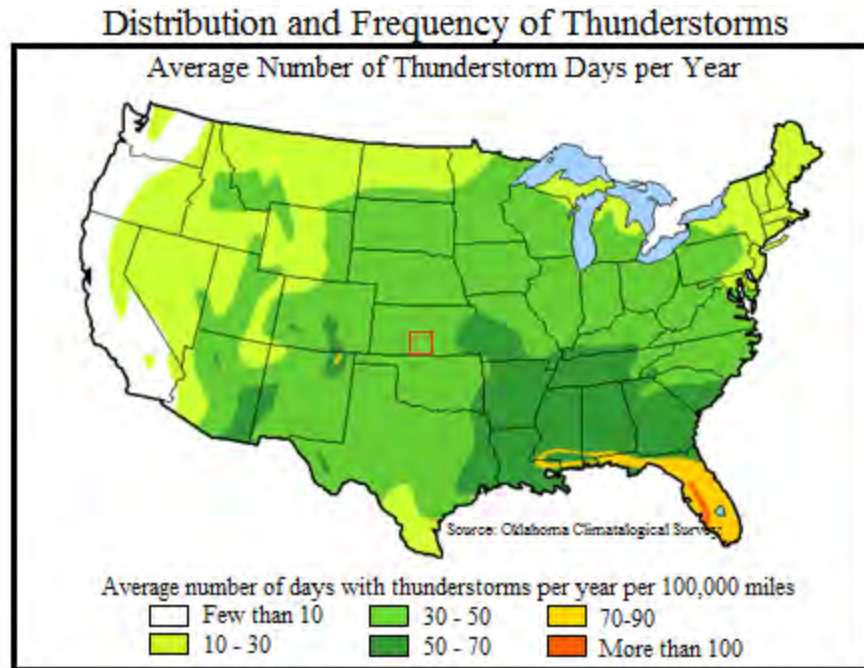 Distribution and Frequency of Thunderstorms
Average Number of Thunderstorm Days per Year
Source: Oklahoma Climatalogical Survey
Average number of days with thunderstorms per year per 100,000 miles
Few than 10
30 - 50
70-90
10 - 30
50 - 70
More than 100